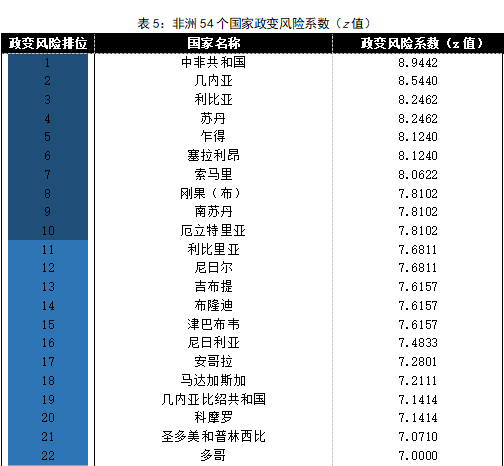 表 5：非洲 54 个国家政变风险系数（z 值）
政变风险排位 国家名称 政变风险系数（z 值）
1 中非共和国 8.9442
2 几内亚 8.5440
3 利比亚 8.2462
4 苏丹 8.2462
5 乍得 8.1240
6 塞拉利昂 8.1240
7 索马里 8.0622
8 刚果（布） 7.8102
9 南苏丹 7.8102
10 厄立特里亚 7.8102
11 利比里亚 7.6811
12 尼日尔 7.6811
13 吉布提 7.6157
14 布隆迪 7.6157
15 津巴布韦 7.6157
16 尼日利亚 7.4833
17 安哥拉 7.2801
18 马达加斯加 7.2111
19 几内亚比绍共和国 7.1414
20 科摩罗 7.1414
21 圣多美和普林西比 7.0710
22 多哥 7.0000